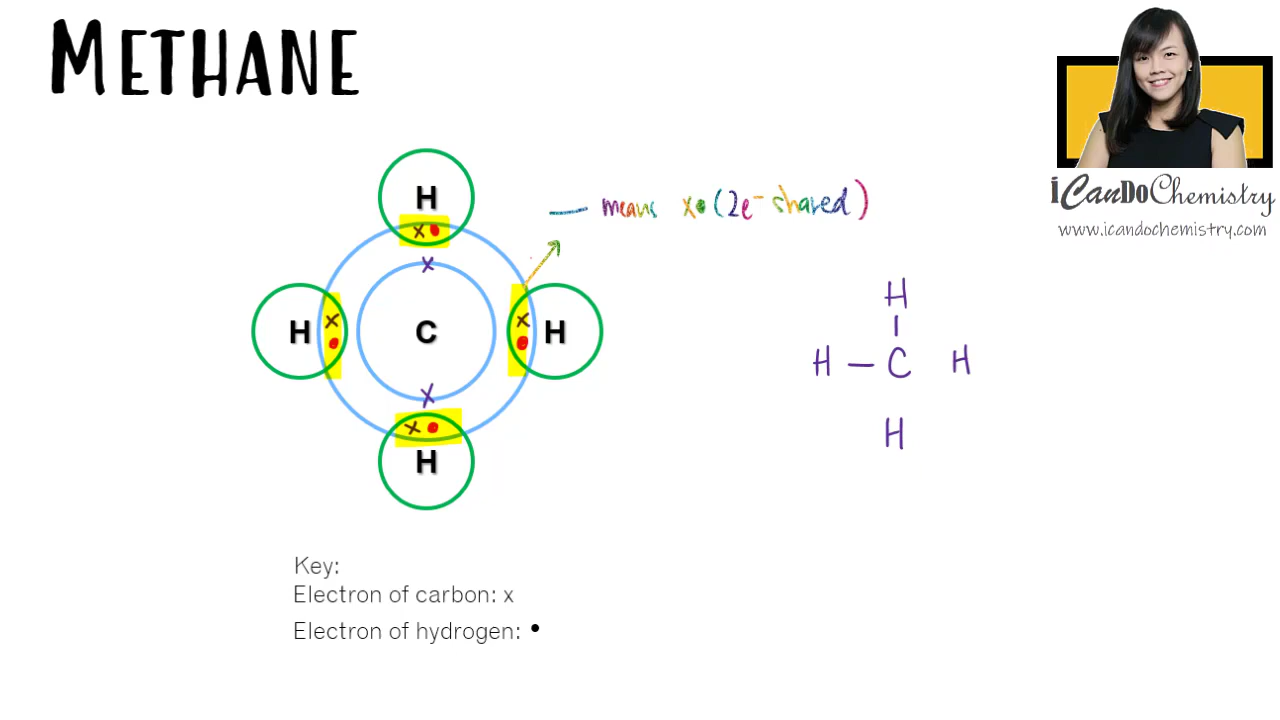 METHANE
iCanDoChemistry
www.icandochemistry.com
H
— means x• (2e⁻ shared)
x •
x
H x • C x • H
x
x •
H
H
H – C H
H
Key:
Electron of carbon: x
Electron of hydrogen: •